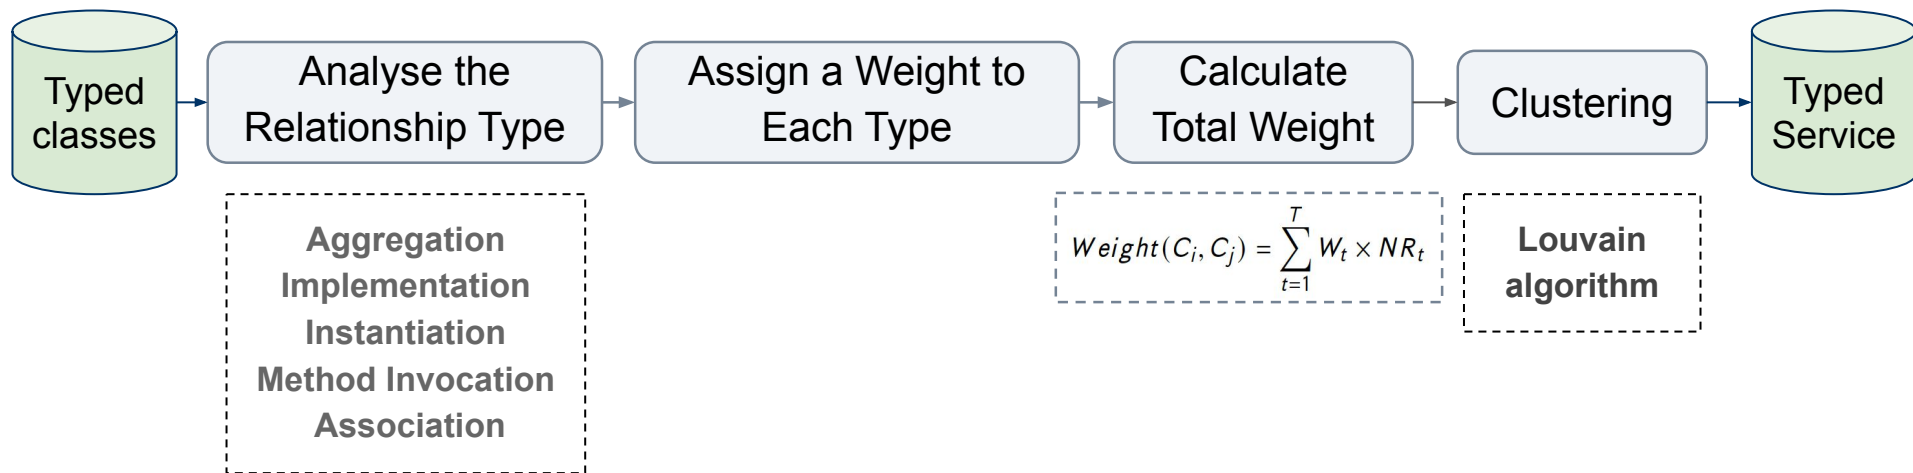 Typed
classes
Analyse the
Relationship Type
Assign a Weight to
Each Type
Calculate
Total Weight
Clustering
Typed
Service
Aggregation
Implementation
Instantiation
Method Invocation
Association
Weight(C_i, C_j) = \sum_{t=1}^{T} W_t × NR_t
Louvain
algorithm